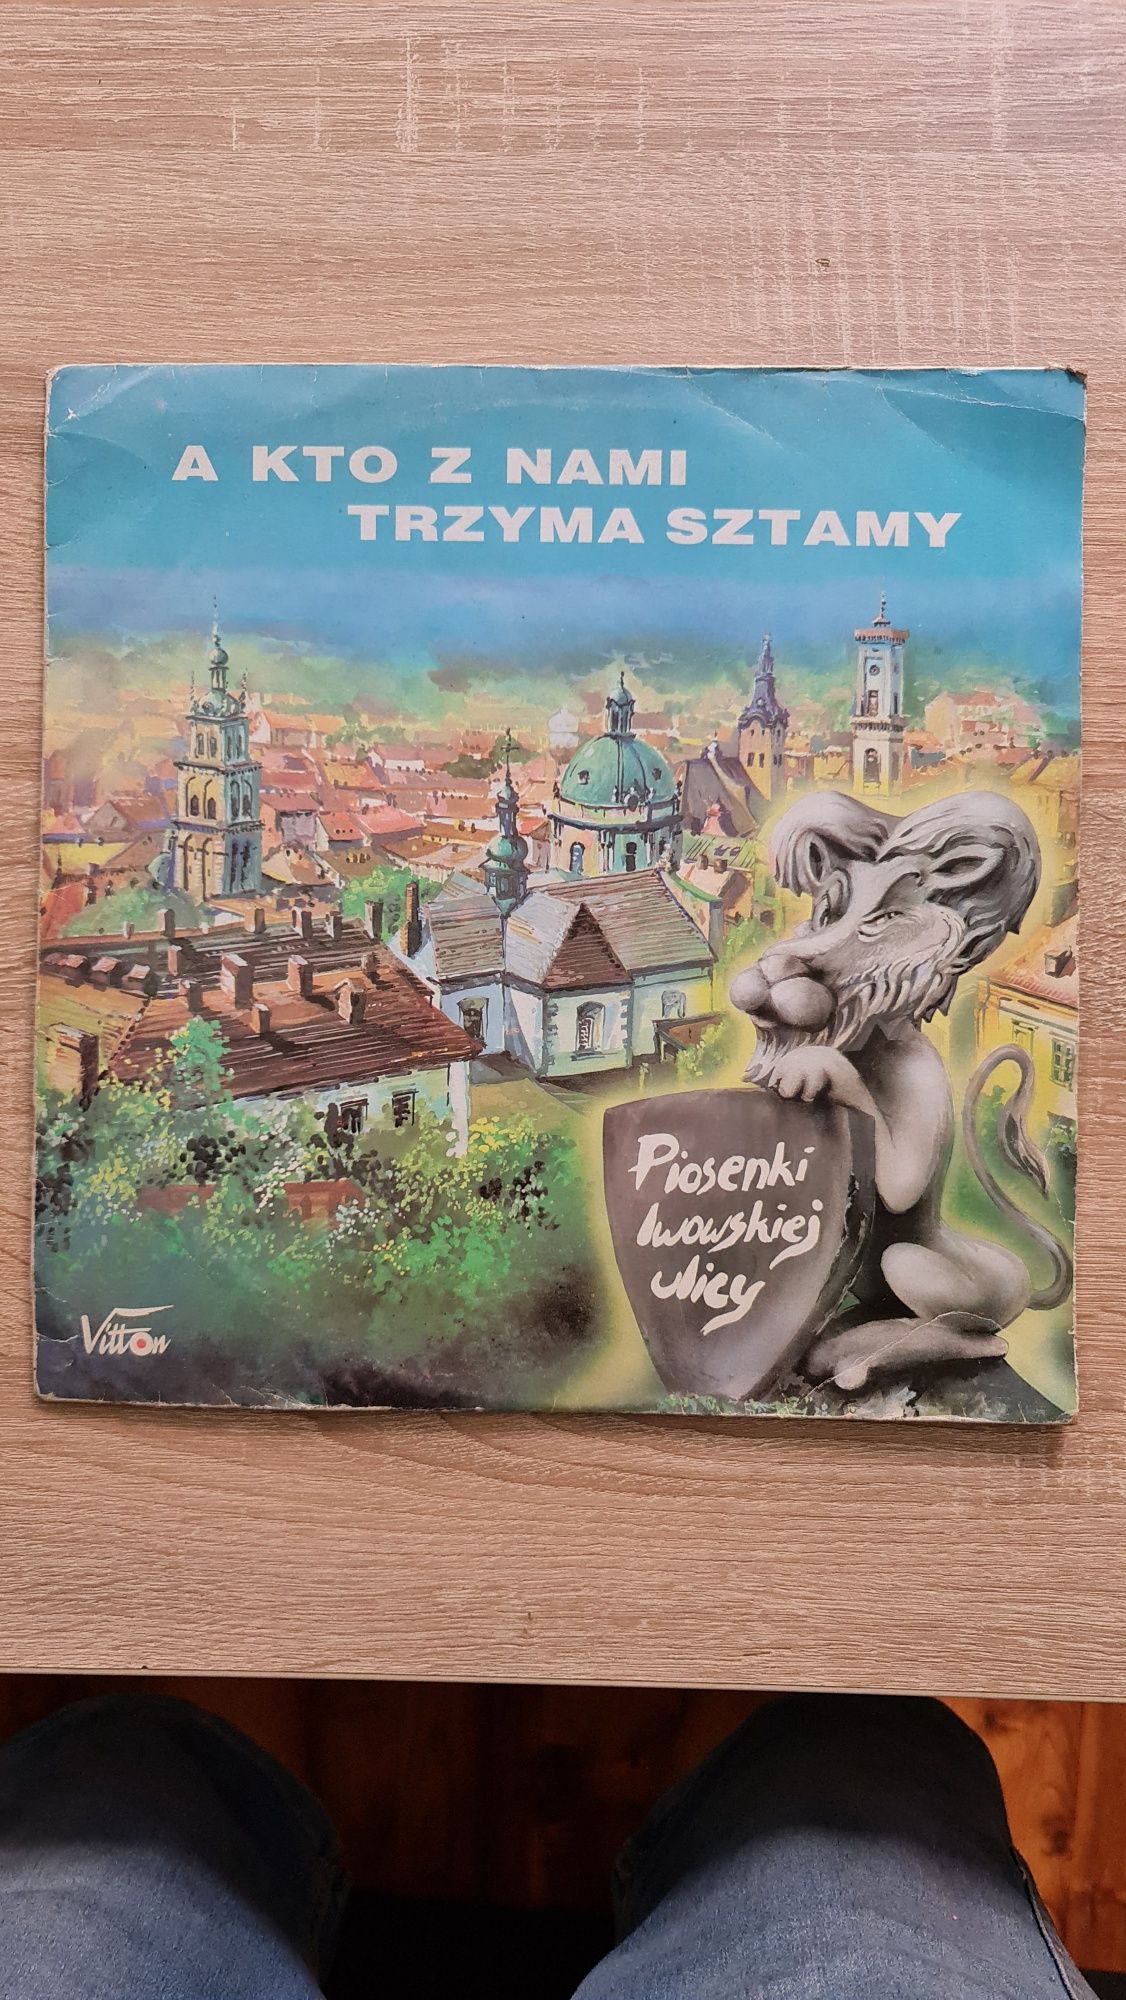 A KTO Z NAMI
TRZYMA SZTAMY
Piosenki
lwowskiej
ulicy
Vitton